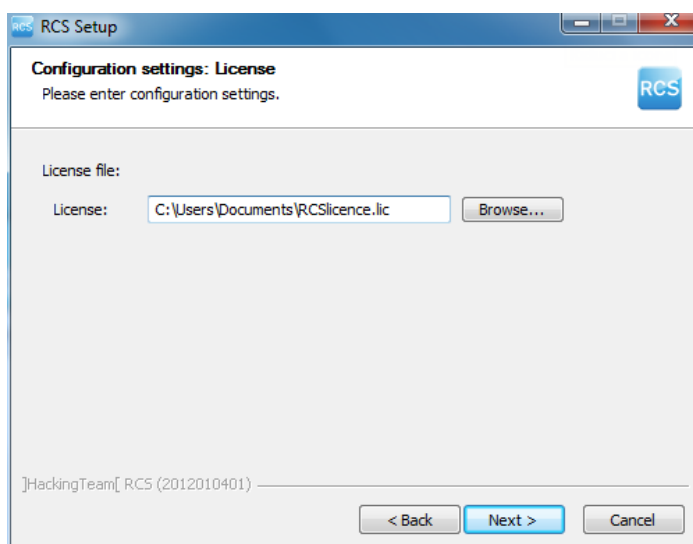 RCS RCS Setup
Configuration settings: License
Please enter configuration settings.
RCS
License file:
License: C:\Users\Documents\RCSlicence.lic Browse...
]HackingTeam[ RCS (2012010401)
< Back Next > Cancel